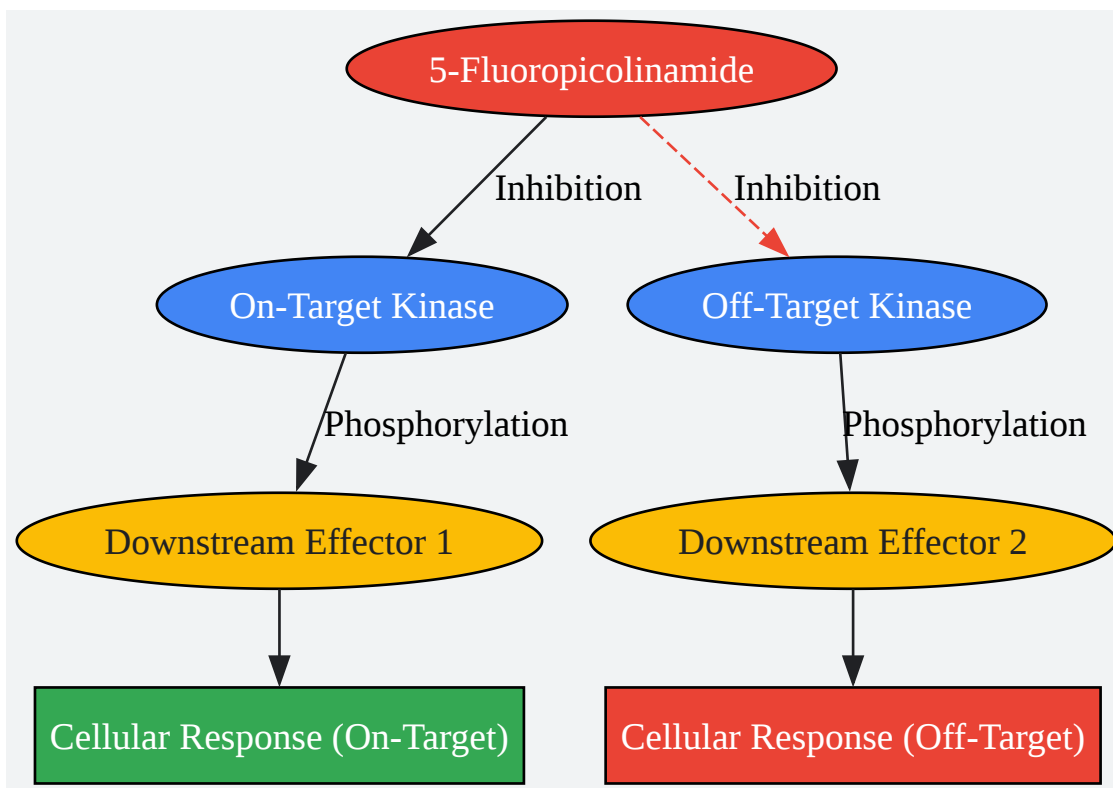 5-Fluoropicolinamide
Inhibition
Inhibition
On-Target Kinase
Off-Target Kinase
Phosphorylation
Phosphorylation
Downstream Effector 1
Downstream Effector 2
Cellular Response (On-Target)
Cellular Response (Off-Target)